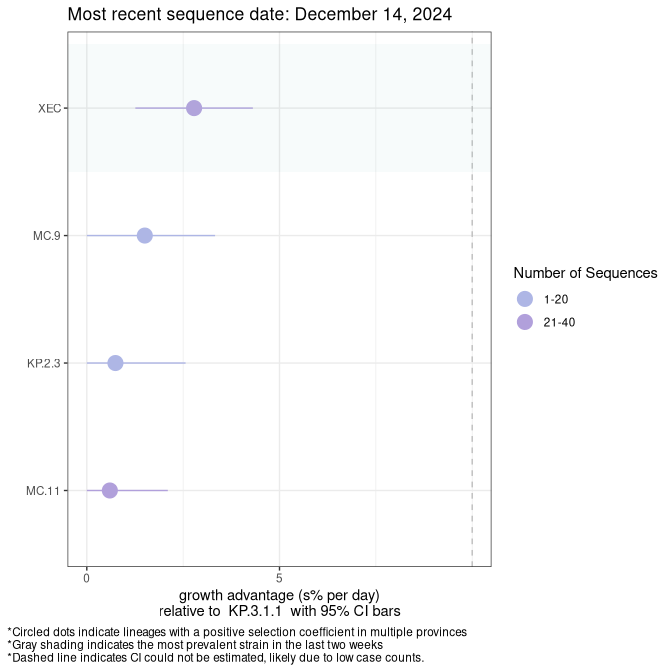 Most recent sequence date: December 14, 2024
XEC
MC.9
KP.2.3
MC.11
0
5
growth advantage (s% per day)
relative to KP.3.1.1 with 95% CI bars
Number of Sequences
1-20
21-40
*Circled dots indicate lineages with a positive selection coefficient in multiple provinces
*Gray shading indicates the most prevalent strain in the last two weeks
*Dashed line indicates CI could not be estimated, likely due to low case counts.